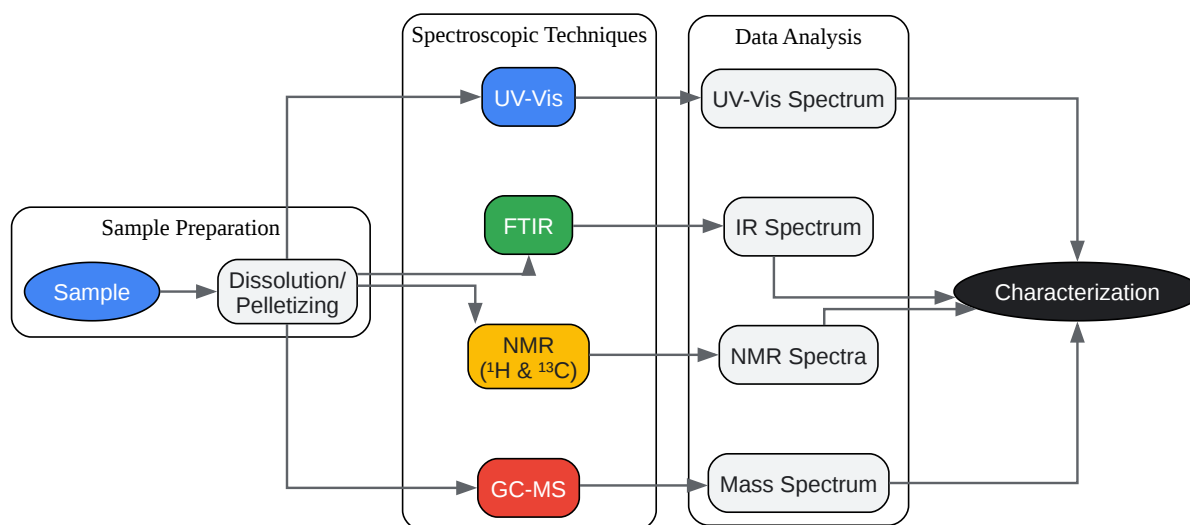 Spectroscopic Techniques
Data Analysis
UV-Vis
UV-Vis Spectrum
Sample Preparation
FTIR
IR Spectrum
Sample
Dissolution/
Pelletizing
Characterization
NMR
(¹H & ¹³C)
NMR Spectra
GC-MS
Mass Spectrum